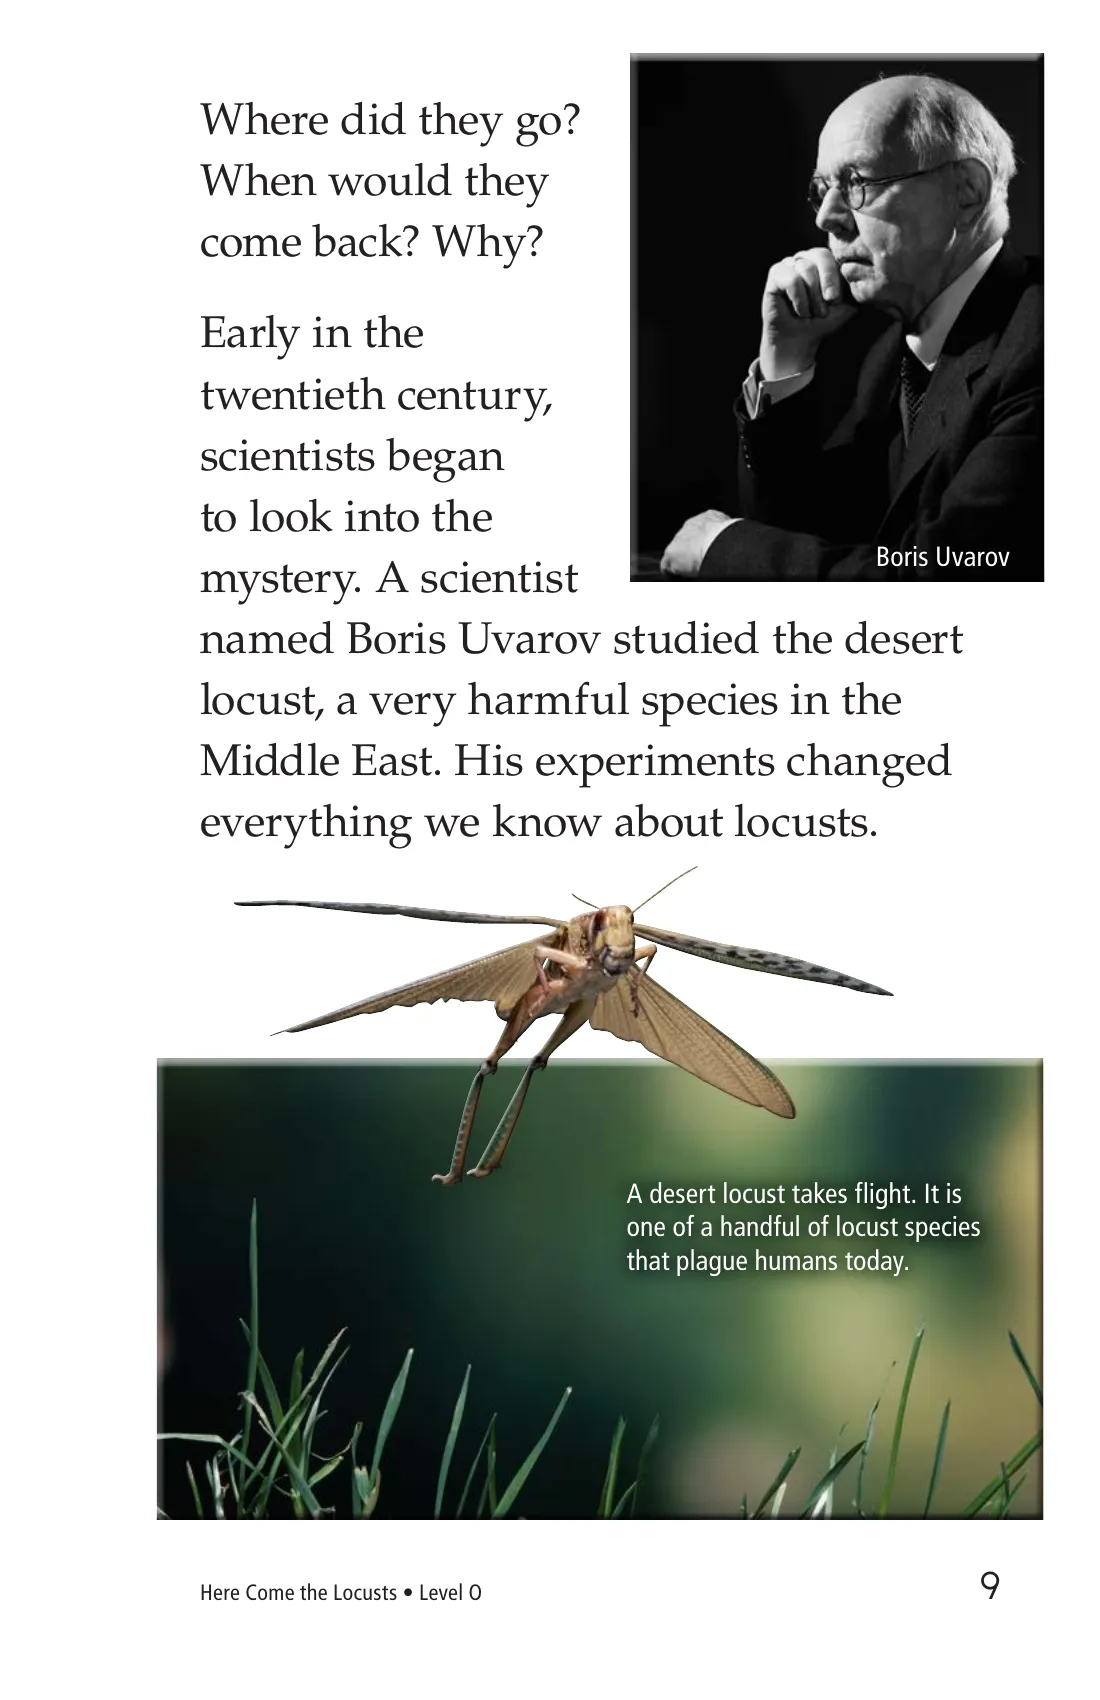 Where did they go?
When would they
come back? Why?
Early in the
twentieth century,
scientists began
to look into the
mystery. A scientist
named Boris Uvarov studied the desert
locust, a very harmful species in the
Middle East. His experiments changed
everything we know about locusts.
Boris Uvarov
A desert locust takes flight. It is
one of a handful of locust species
that plague humans today.
Here Come the Locusts • Level O
9